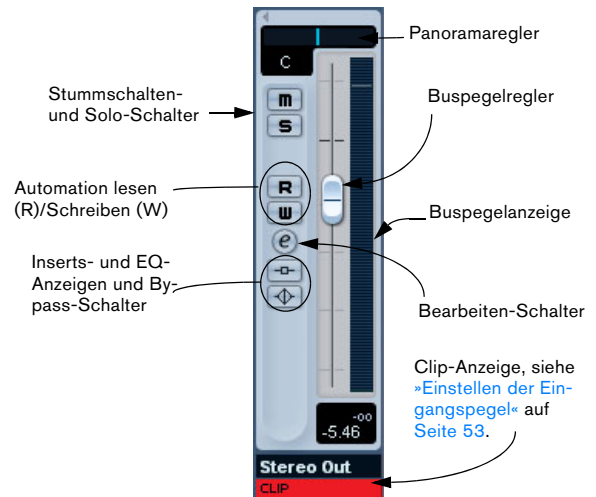 Panoramaregler
C
Stummschalten-
und Solo-Schalter
m
S
Buspegelregler
Automation lesen
(R)/Schreiben (W)
R
W
Buspegelanzeige
e
Inserts- und EQ-
Anzeigen und By-
pass-Schalter
Bearbeiten-Schalter
Clip-Anzeige, siehe
»Einstellen der Ein-
gangspegel« auf
Seite 53.
-oo
-5.46
Stereo Out
CLIP